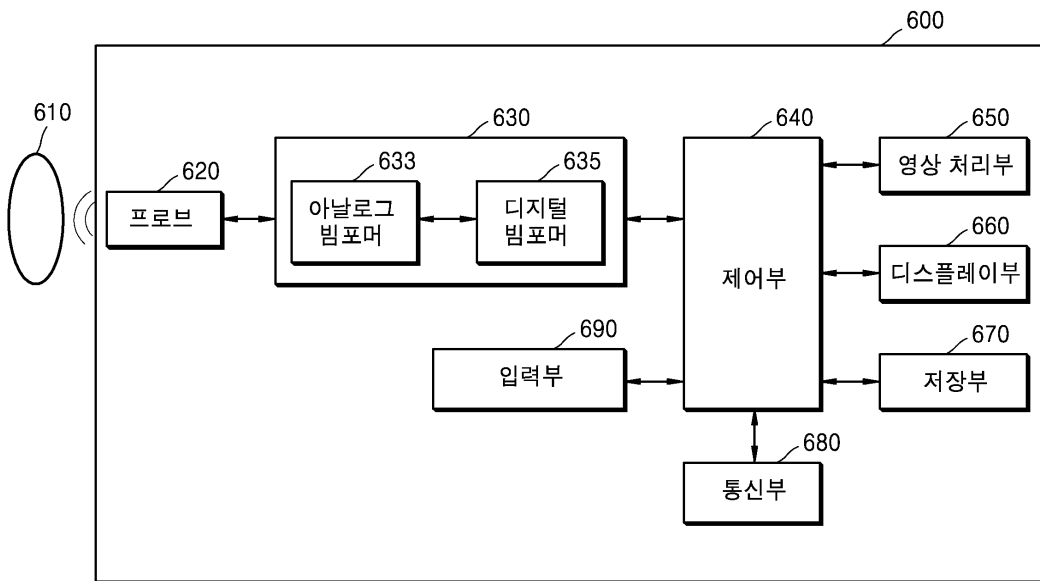 600
610
630
640
650
633
635
620
영상 처리부
프로브
아날로그
빔포머
디지털
빔포머
660
제어부
디스플레이부
690
670
입력부
저장부
680
통신부